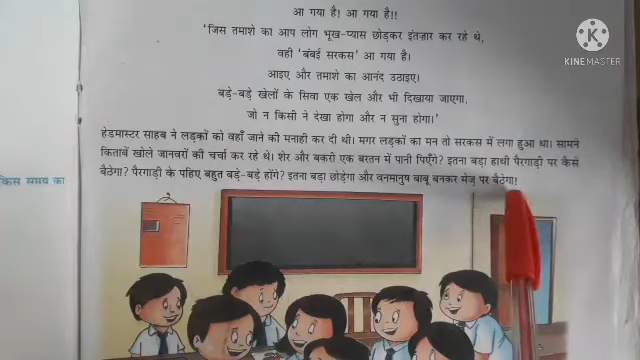 आ गया है! आ गया है!!
'जिस तमाशे का आप लोग भूख-प्यास छोड़कर इंतज़ार कर रहे थे,
वही 'बंबई सरकस' आ गया है।
आइए और तमाशे का आनंद उठाइए।
बड़े-बड़े खेलों के सिवा एक खेल और भी दिखाया जाएगा,
जो न किसी ने देखा होगा और न सुना होगा।'
हेडमास्टर साहब ने लड़कों को वहाँ जाने की मनाही कर दी थी। मगर लड़कों का मन तो सरकस में लगा हुआ था। सामने
किताबें खोले जानवरों की चर्चा कर रहे थे। शेर और बकरी एक बरतन में पानी पिएँगे? इतना बड़ा हाथी पैरगाड़ी पर कैसे
बैठेगा? पैरगाड़ी के पहिए बहुत बड़े-बड़े होंगे? इतना बड़ा छोड़ेगा और वनमानुष बाबू बनकर मेज़ पर बैठेगा!
किस समय का
KINEMASTER